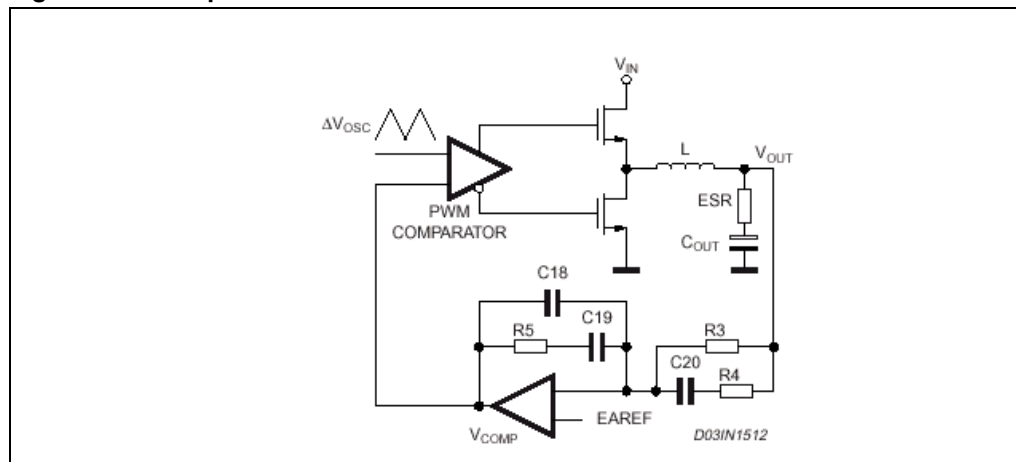 V_IN
ΔV_OSC
L
V_OUT
ESR
PWM
COMPARATOR
C_OUT
C18
C19
R5
R3
C20
R4
EAREF
V_COMP
D03IN1512